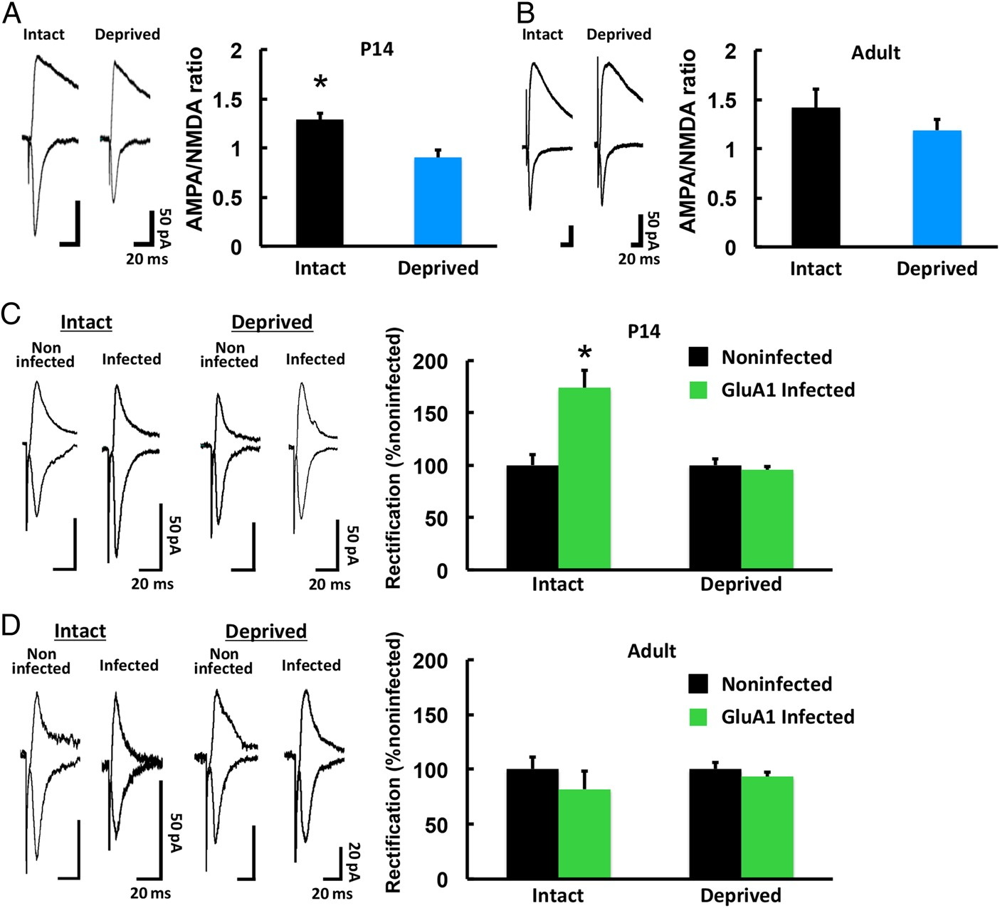 A
Intact
Deprived
50 pA
20 ms
AMPA/NMDA ratio
P14
2
1.5
1
0.5
0
*
Intact
Deprived
B
Intact
Deprived
50 pA
20 ms
AMPA/NMDA ratio
Adult
2
1.5
1
0.5
0
Intact
Deprived
C
Intact
Deprived
Non
infected
Infected
Non
infected
Infected
50 pA
20 ms
50 pA
20 ms
Rectification (%noninfected)
P14
200
150
100
50
0
*
Noninfected
GluA1 Infected
Intact
Deprived
D
Intact
Deprived
Non
infected
Infected
Non
infected
Infected
50 pA
20 ms
20 pA
20 ms
Rectification (%noninfected)
Adult
200
150
100
50
0
Noninfected
GluA1 Infected
Intact
Deprived